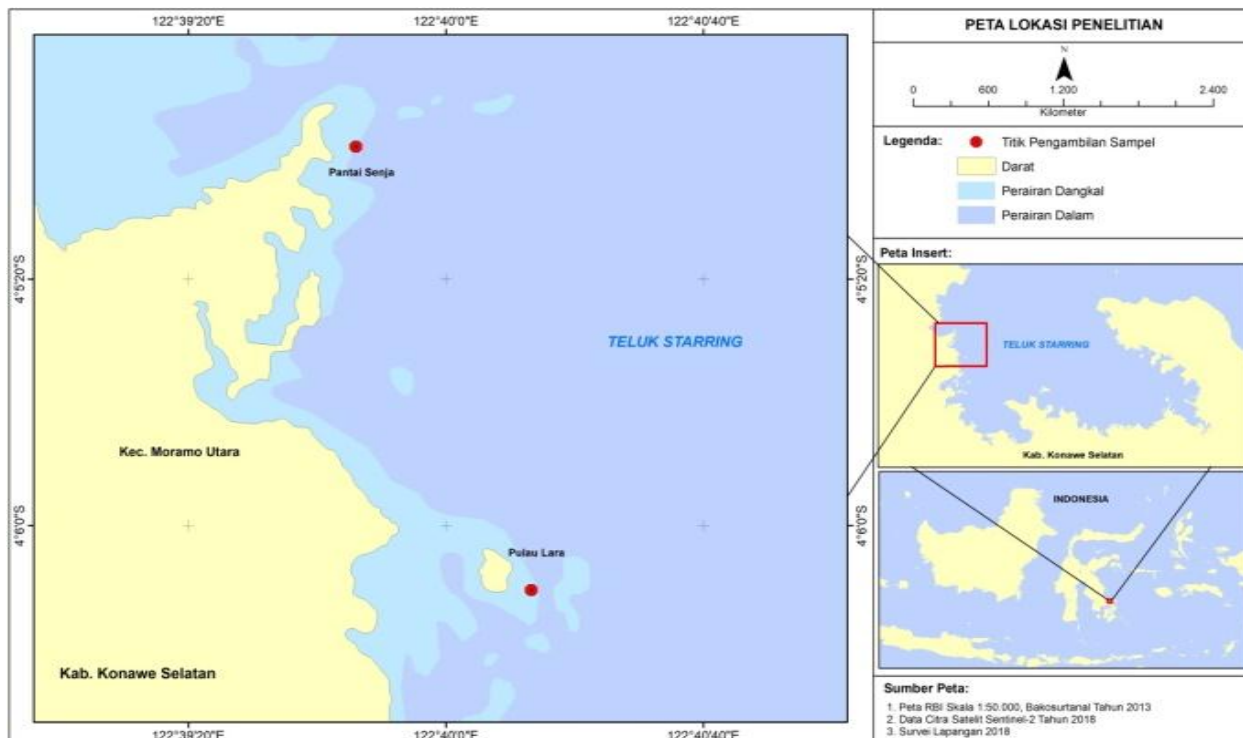 122°39'20"E
122°40'0"E
122°40'40"E
4°5'20"S
4°6'0"S
Pantai Senja
TELUK STARRING
Kec. Moramo Utara
Pulau Lara
Kab. Konawe Selatan
4°5'20"S
4°6'0"S
122°39'20"E
122°40'0"E
122°40'40"E
PETA LOKASI PENELITIAN
N
0 600 1.200 2.400
Kilometer
Legenda:
Titik Pengambilan Sampel
Darat
Perairan Dangkal
Perairan Dalam
Peta Insert:
TELUK STARRING
Kab. Konawe Selatan
INDONESIA
Sumber Peta:
1. Peta RBI Skala 1:50.000, Bakosurtanal Tahun 2013
2. Data Citra Satelit Sentinel-2 Tahun 2018
3. Survei Lapangan 2018